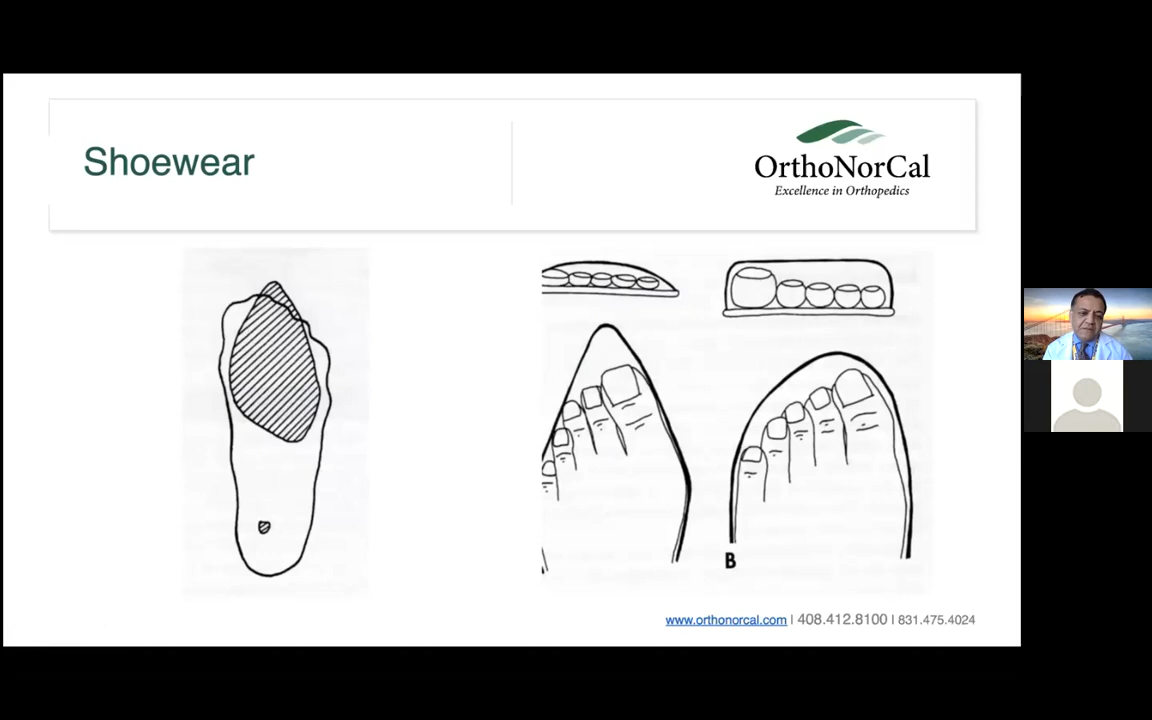 Shoewear
OrthoNorCal
Excellence in Orthopedics
B
www.orthonorcal.com | 408.412.8100 | 831.475.4024